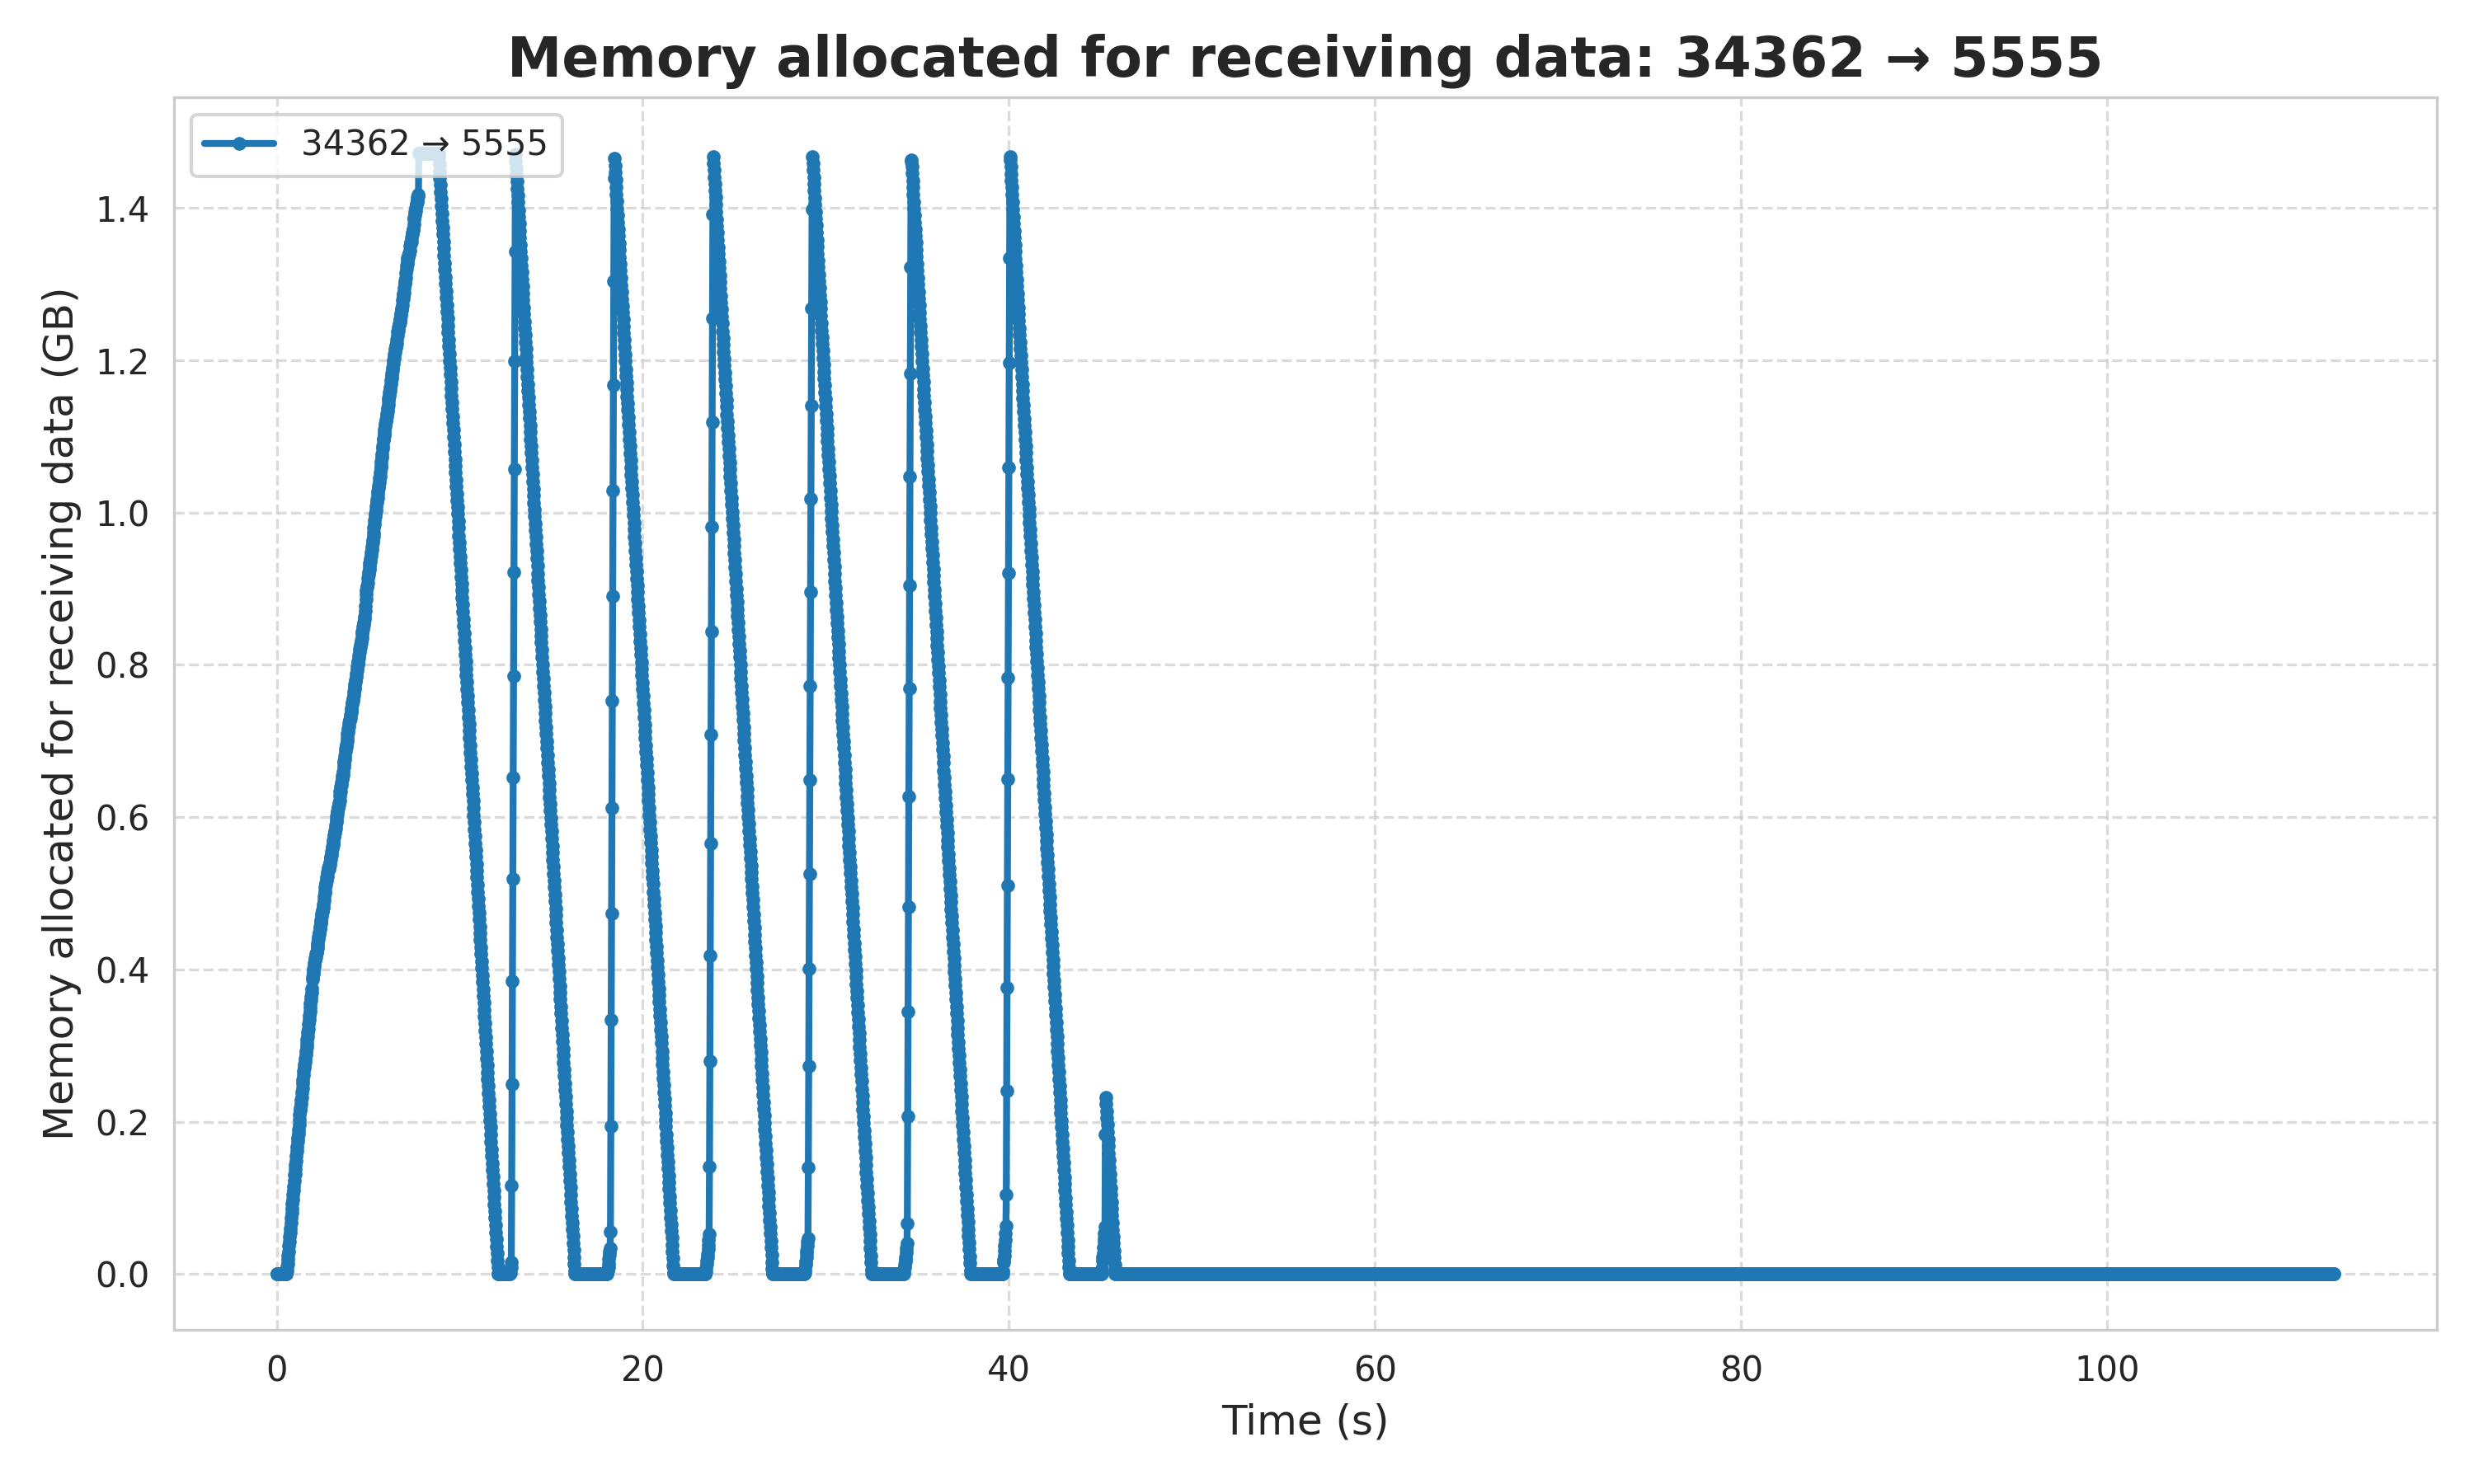 Memory allocated for receiving data: 34362 → 5555
34362 → 5555
Memory allocated for receiving data (GB)
1.4
1.2
1.0
0.8
0.6
0.4
0.2
0.0
0 20 40 60 80 100
Time (s)